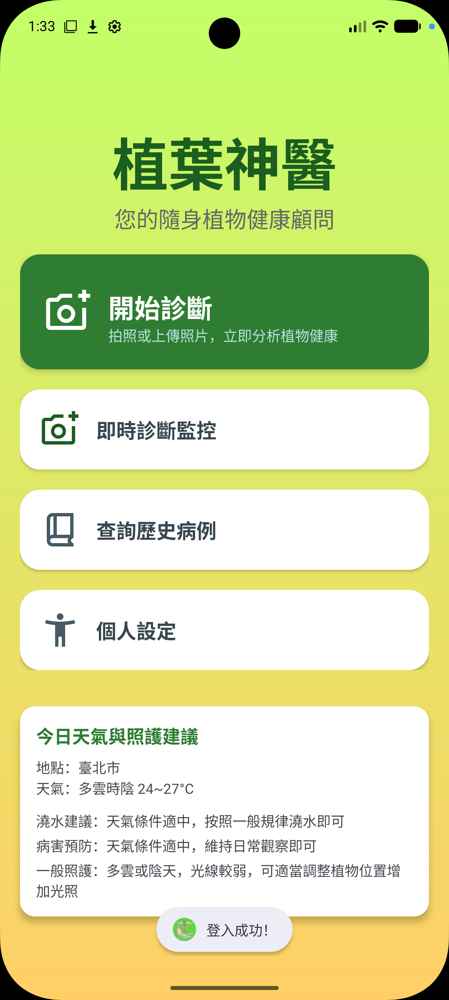 1:33
植葉神醫
您的隨身植物健康顧問
開始診斷
拍照或上傳照片，立即分析植物健康
即時診斷監控
查詢歷史病例
個人設定
今日天氣與照護建議
地點：臺北市
天氣：多雲時陰 24~27°C
澆水建議：天氣條件適中，按照一般規律澆水即可
病害預防：天氣條件適中，維持日常觀察即可
一般照護：多雲或陰天，光線較弱，可適當調整植物位置增
加光照
登入成功！